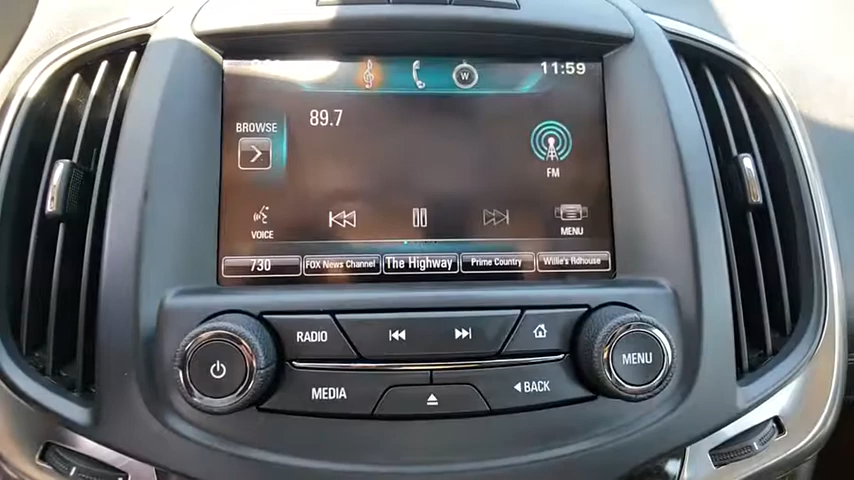 W
11:59
89.7
BROWSE
FM
VOICE
MENU
730
FOX News Channel
The Highway
Prime Country
Willie's Rdhouse
RADIO
MENU
MEDIA
BACK